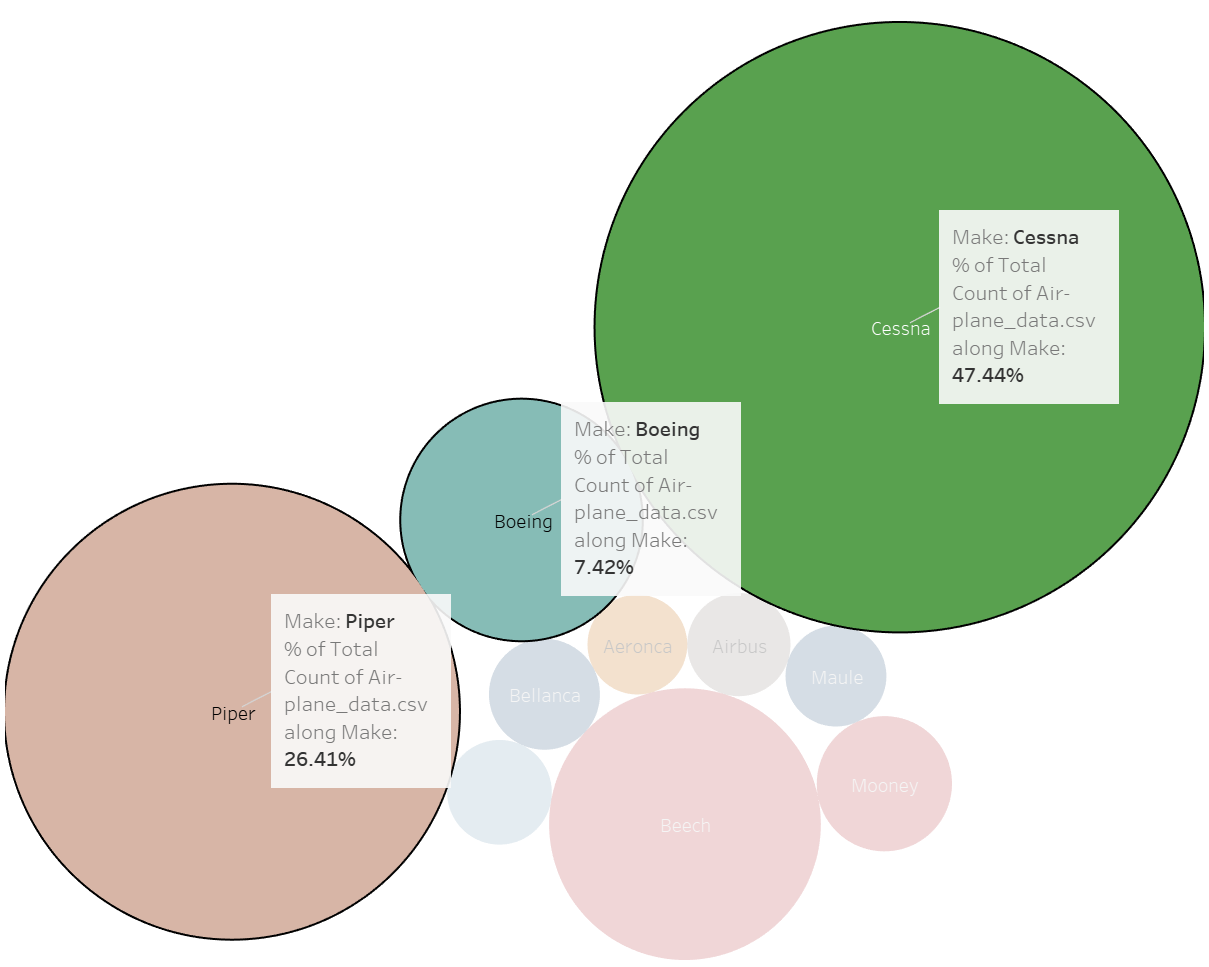 Make: Cessna
% of Total
Count of Air-
plane_data.csv
along Make:
47.44%
Cessna
Make: Boeing
% of Total
Count of Air-
plane_data.csv
along Make:
7.42%
Boeing
Make: Piper
% of Total
Count of Air-
plane_data.csv
along Make:
26.41%
Piper
Aeronca
Airbus
Maule
Bellanca
Mooney
Beech